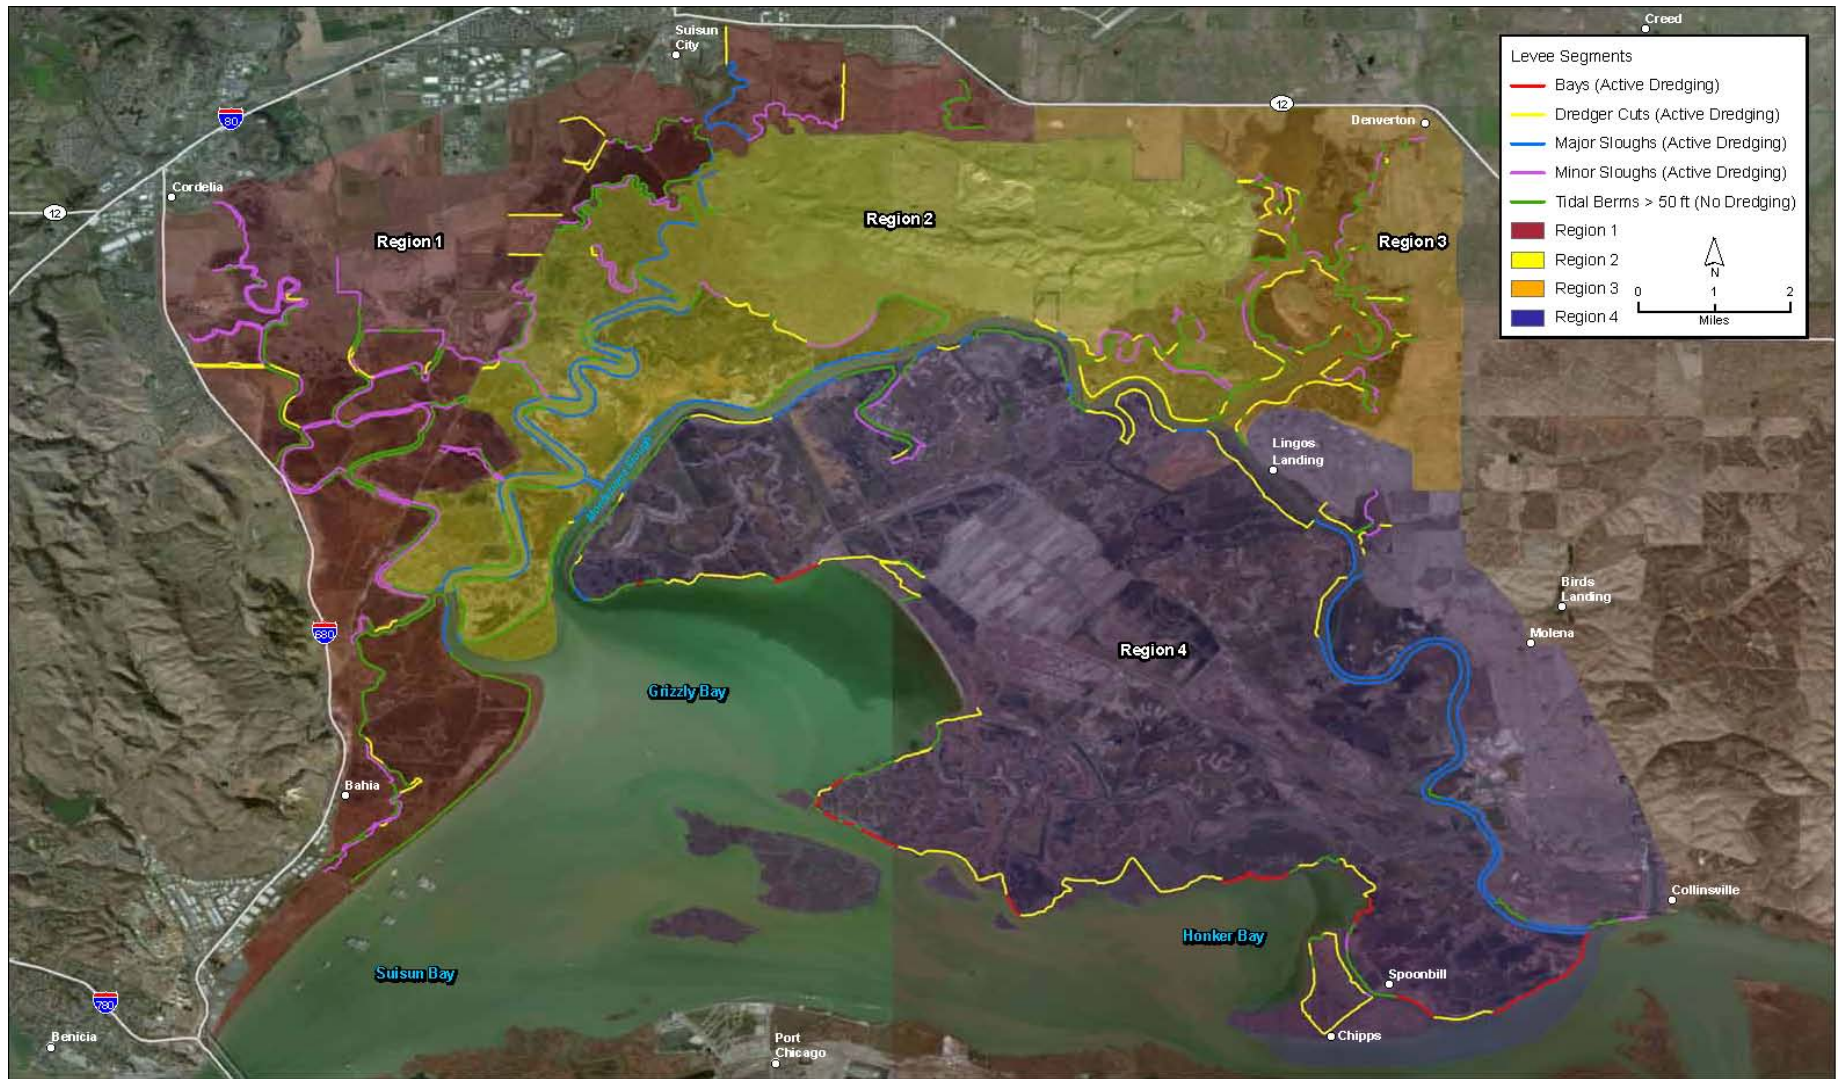 Creed
Suisun
City
Levee Segments
Bays (Active Dredging)
Dredger Cuts (Active Dredging)
Major Sloughs (Active Dredging)
Minor Sloughs (Active Dredging)
Tidal Berms > 50 ft (No Dredging)
Region 1
Region 2
Region 3
Region 4
N
0 1 2
Miles
80
12
Denverton
Cordelia
12
Region 1
Region 2
Region 3
Lingos
Landing
Montezuma Slough
Birds
Landing
680
Molena
Region 4
Grizzly Bay
Bahia
Collinsville
Honker Bay
Suisun Bay
Spoonbill
780
Benicia
Port
Chicago
Chipps